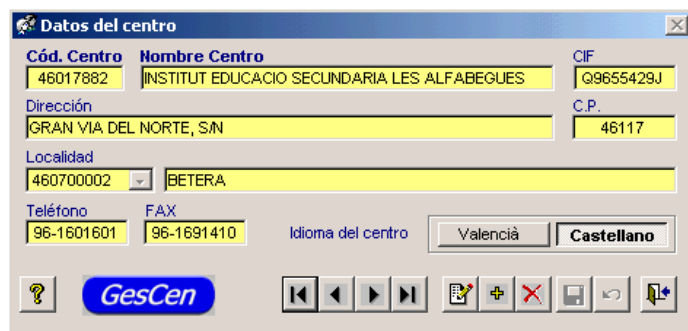 Datos del centro
Cód. Centro Nombre Centro CIF
46017882 INSTITUT EDUCACIO SECUNDARIA LES ALFABEGUES Q9655429J
Dirección C.P.
GRAN VIA DEL NORTE, S/N 46117
Localidad
460700002 BETERA
Teléfono FAX
96-1601601 96-1691410 Idioma del centro Valencià Castellano
? GesCen